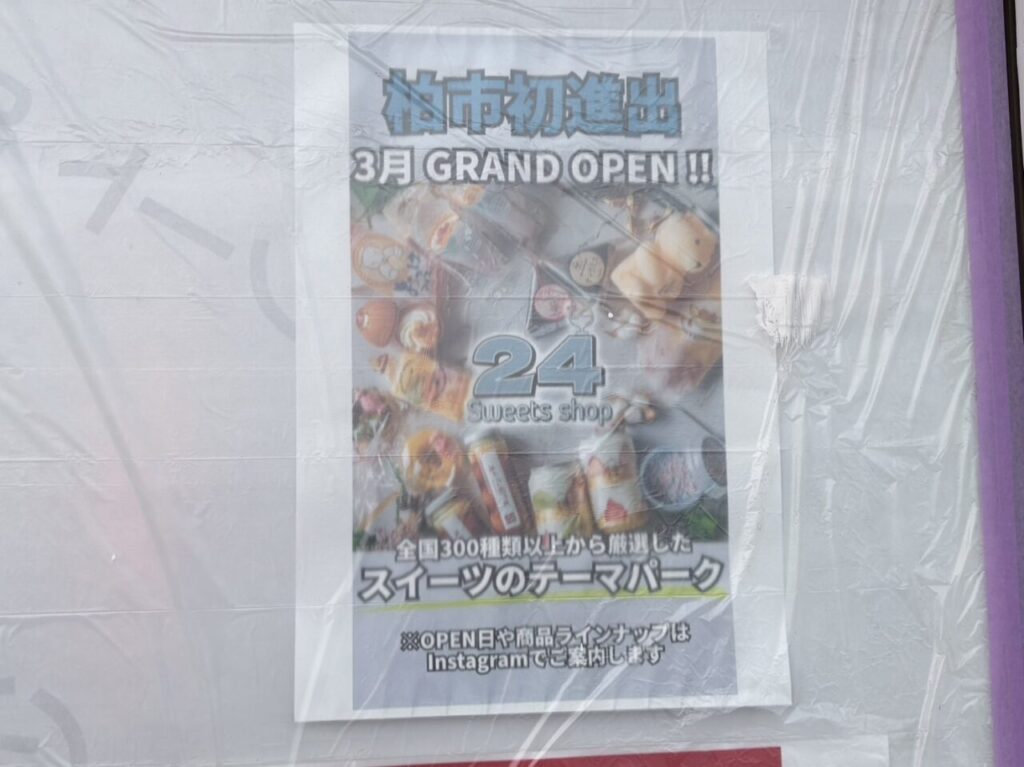 柏市初進出
3月 GRAND OPEN !!
24
Sweets shop
全国300種類以上から厳選した
スイーツのテーマパーク
※OPEN日や商品ラインナップは
Instagramでご案内します